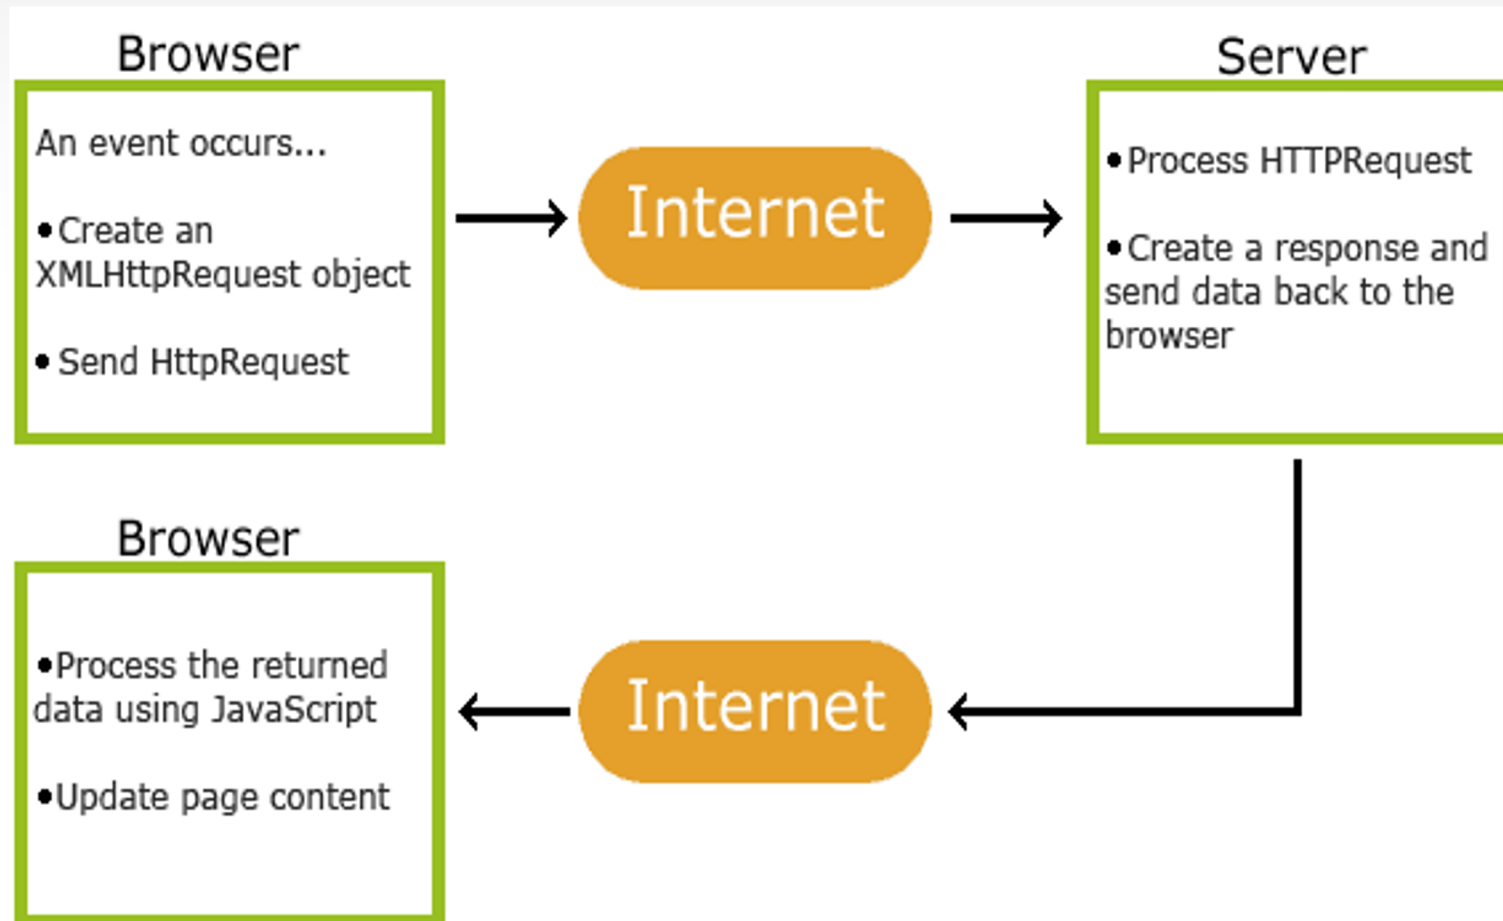 Browser
An event occurs...
•Create an
XMLHttpRequest object
• Send HttpRequest
Internet
Server
•Process HTTPRequest
•Create a response and
send data back to the
browser
Browser
•Process the returned
data using JavaScript
•Update page content
Internet